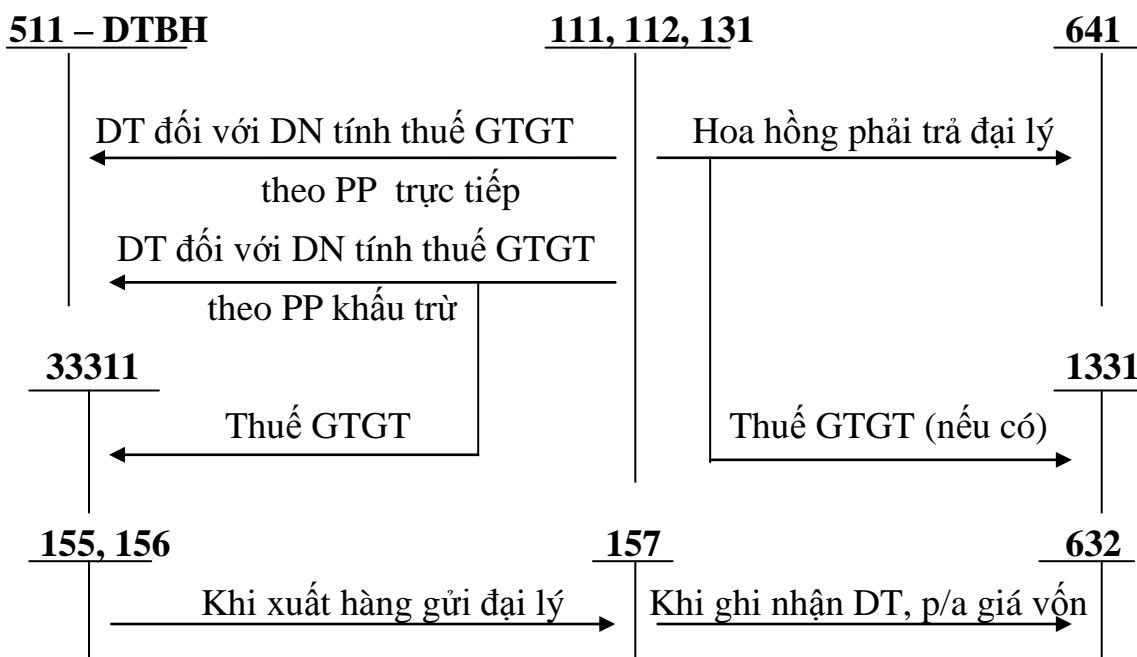 511 – DTBH 111, 112, 131 641
DT đối với DN tính thuế GTGT Hoa hồng phải trả đại lý
theo PP trực tiếp
DT đối với DN tính thuế GTGT
theo PP khấu trừ
33311 1331
Thuế GTGT Thuế GTGT (nếu có)
155, 156 157 632
Khi xuất hàng gửi đại lý Khi ghi nhận DT, p/a giá vốn